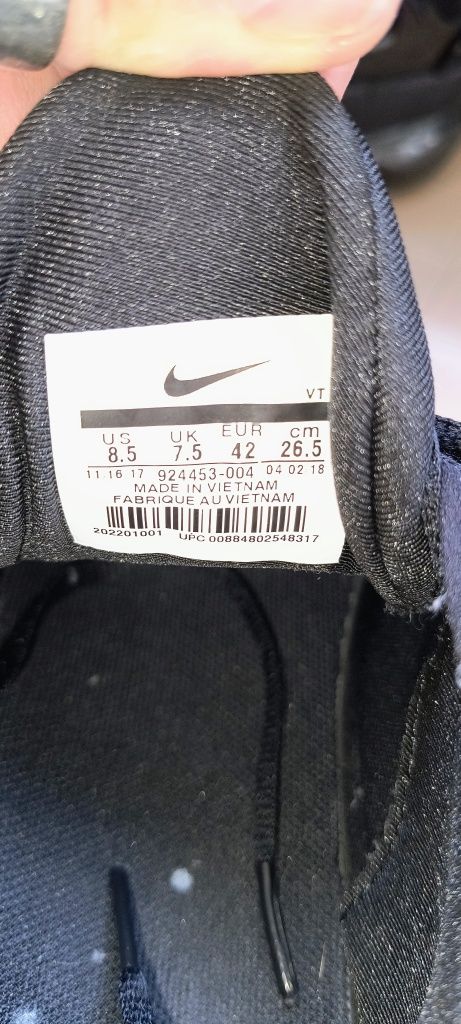 VT
US UK EUR cm
8.5 7.5 42 26.5
11 16 17 924453-004 04 02 18
MADE IN VIETNAM
FABRIQUE AU VIETNAM
202201001 UPC 00884802548317